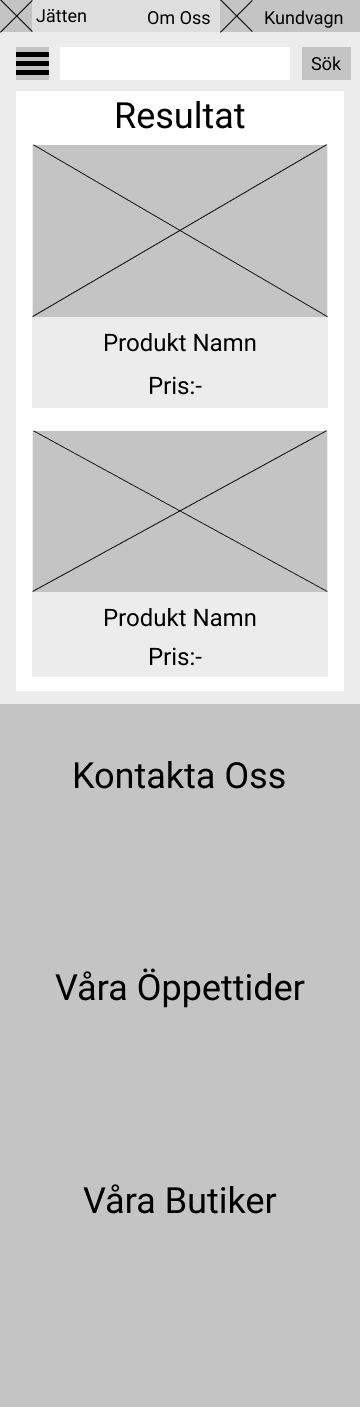 Jätten Om Oss Kundvagn
Sök
Resultat
Produkt Namn
Pris:-
Produkt Namn
Pris:-
Kontakta Oss
Våra Öppettider
Våra Butiker